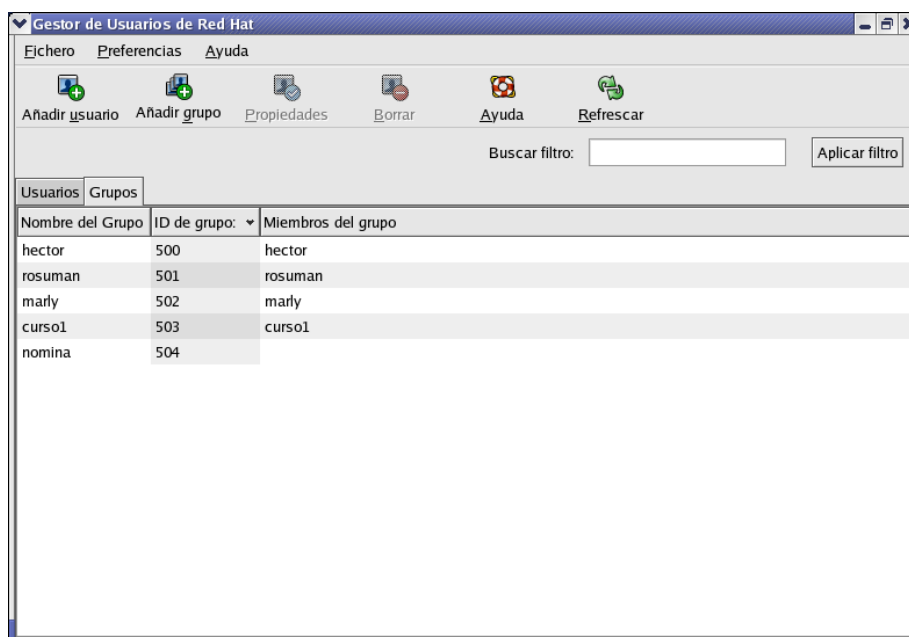 Gestor de Usuarios de Red Hat
Fichero Preferencias Ayuda
Añadir usuario Añadir grupo Propiedades Borrar Ayuda Refrescar
Buscar filtro: Aplicar filtro
Usuarios Grupos
Nombre del Grupo ID de grupo: Miembros del grupo
hector 500 hector
rosuman 501 rosuman
marly 502 marly
curso1 503 curso1
nomina 504